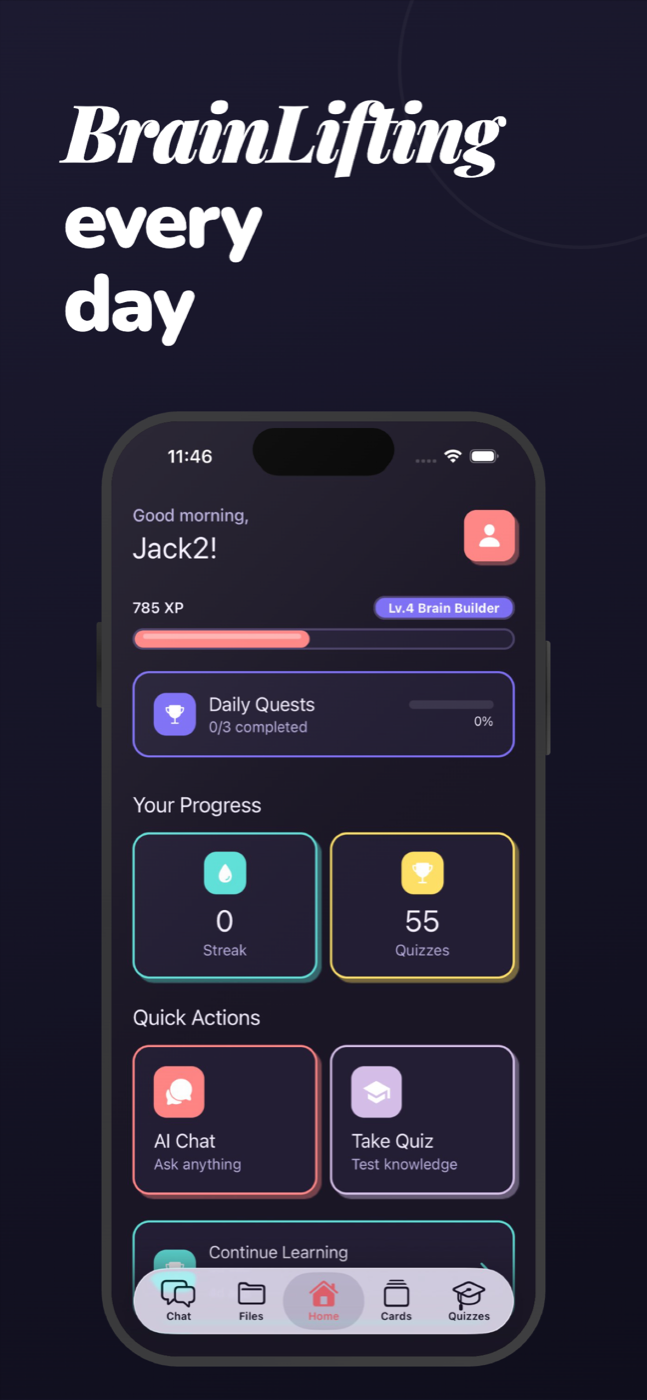 BrainLifting
every
day
11:46
Good morning,
Jack2!
785 XP
Lv.4 Brain Builder
Daily Quests
0/3 completed
0%
Your Progress
0
Streak
55
Quizzes
Quick Actions
AI Chat
Ask anything
Take Quiz
Test knowledge
Continue Learning
Chat
Files
Home
Cards
Quizzes